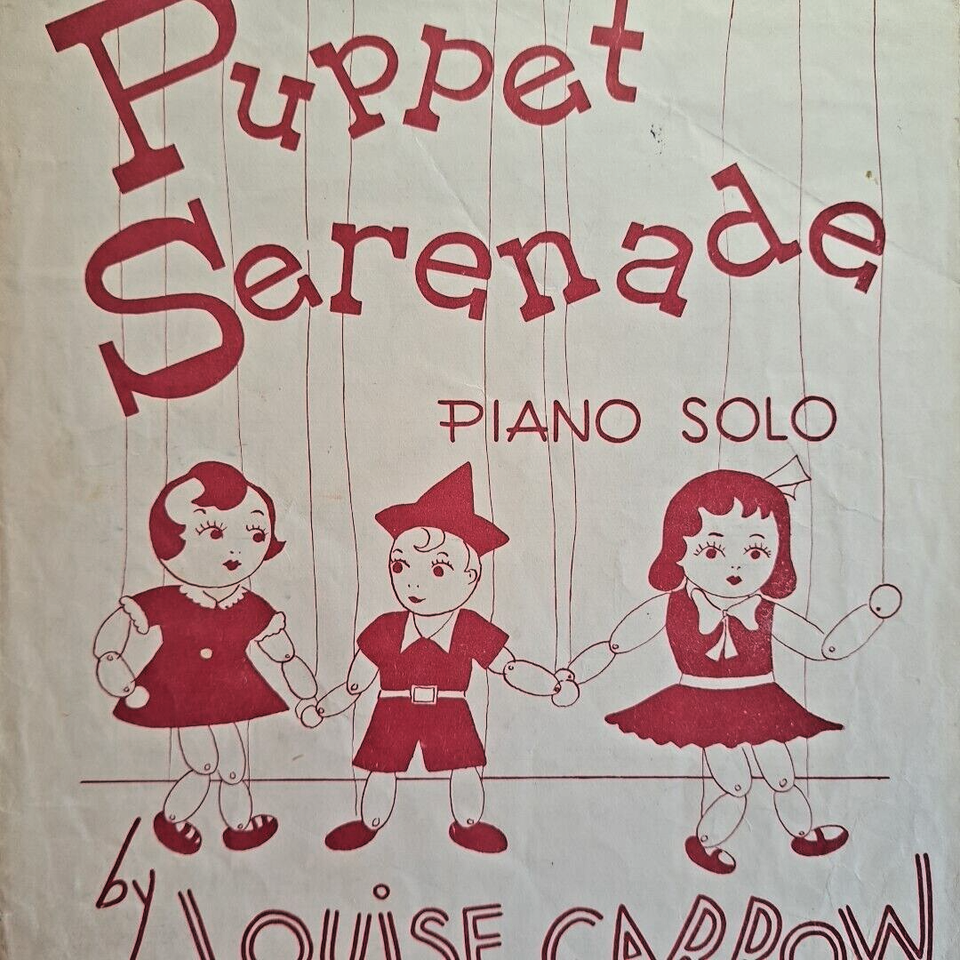 Puppet
Serenade
PIANO SOLO
by LOUiSE CARROW